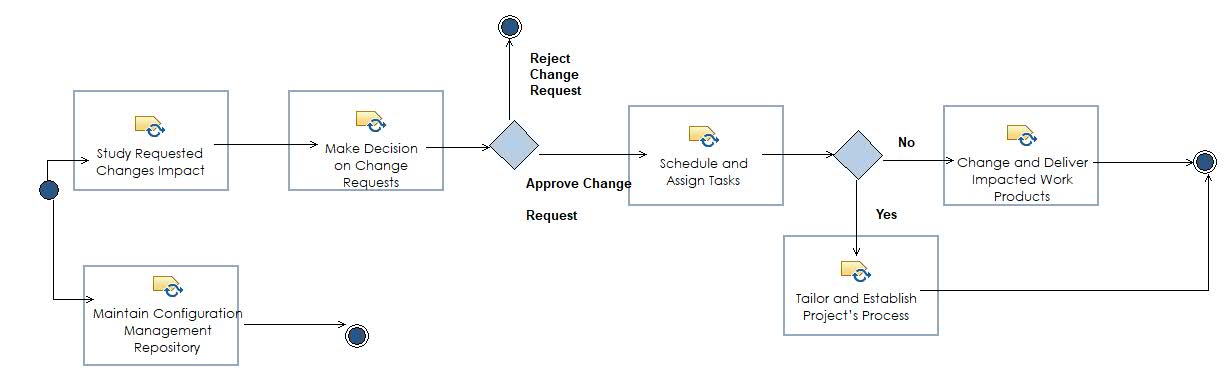 Reject
Change
Request
Study Requested
Changes Impact
Make Decision
on Change
Requests
Approve Change
Request
Schedule and
Assign Tasks
No
Change and Deliver
Impacted Work
Products
Yes
Tailor and Establish
Project's Process
Maintain Configuration
Management
Repository